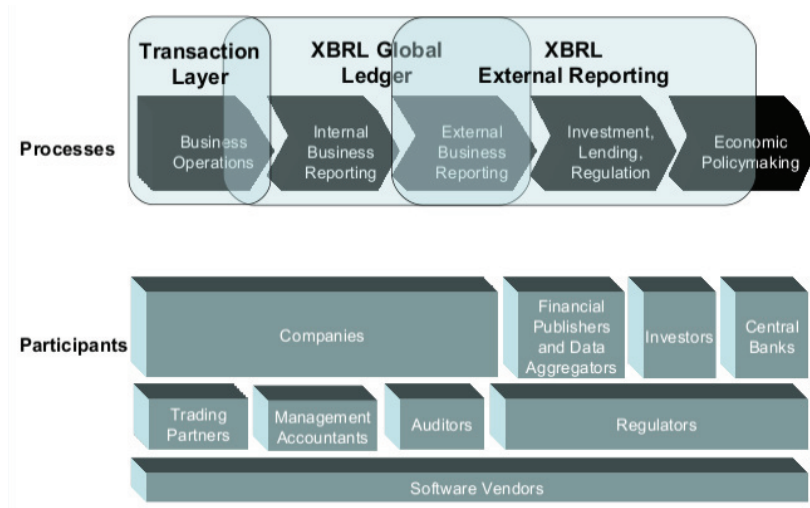 Transaction
Layer
XBRL Global
Ledger
XBRL
External Reporting
Processes
Business
Operations
Internal
Business
Reporting
External
Business
Reporting
Investment,
Lending,
Regulation
Economic
Policymaking
Participants
Companies
Financial
Publishers
and Data
Aggregators
Investors
Central
Banks
Trading
Partners
Management
Accountants
Auditors
Regulators
Software Vendors